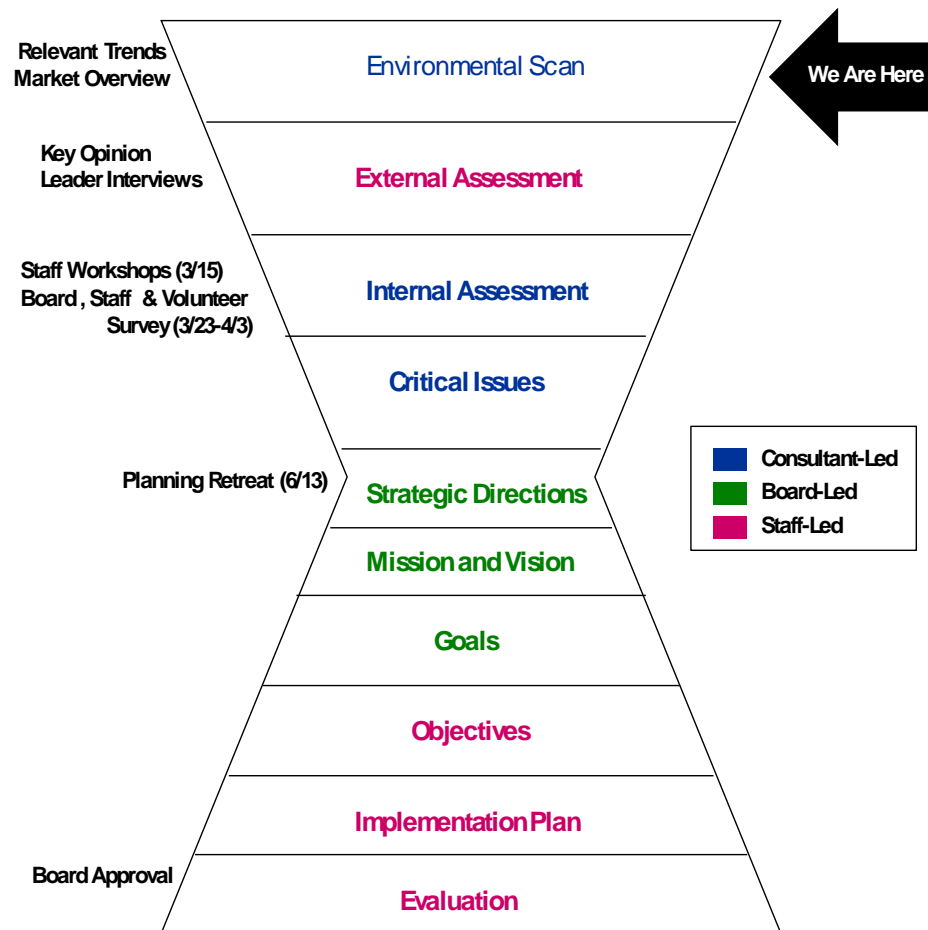 Relevant Trends
Market Overview
Environmental Scan
We Are Here
Key Opinion
Leader Interviews
External Assessment
Staff Workshops (3/15)
Board , Staff & Volunteer
Survey (3/23-4/3)
Internal Assessment
Critical Issues
Planning Retreat (6/13)
Strategic Directions
Consultant-Led
Board-Led
Staff-Led
Mission and Vision
Goals
Objectives
Implementation Plan
Board Approval
Evaluation